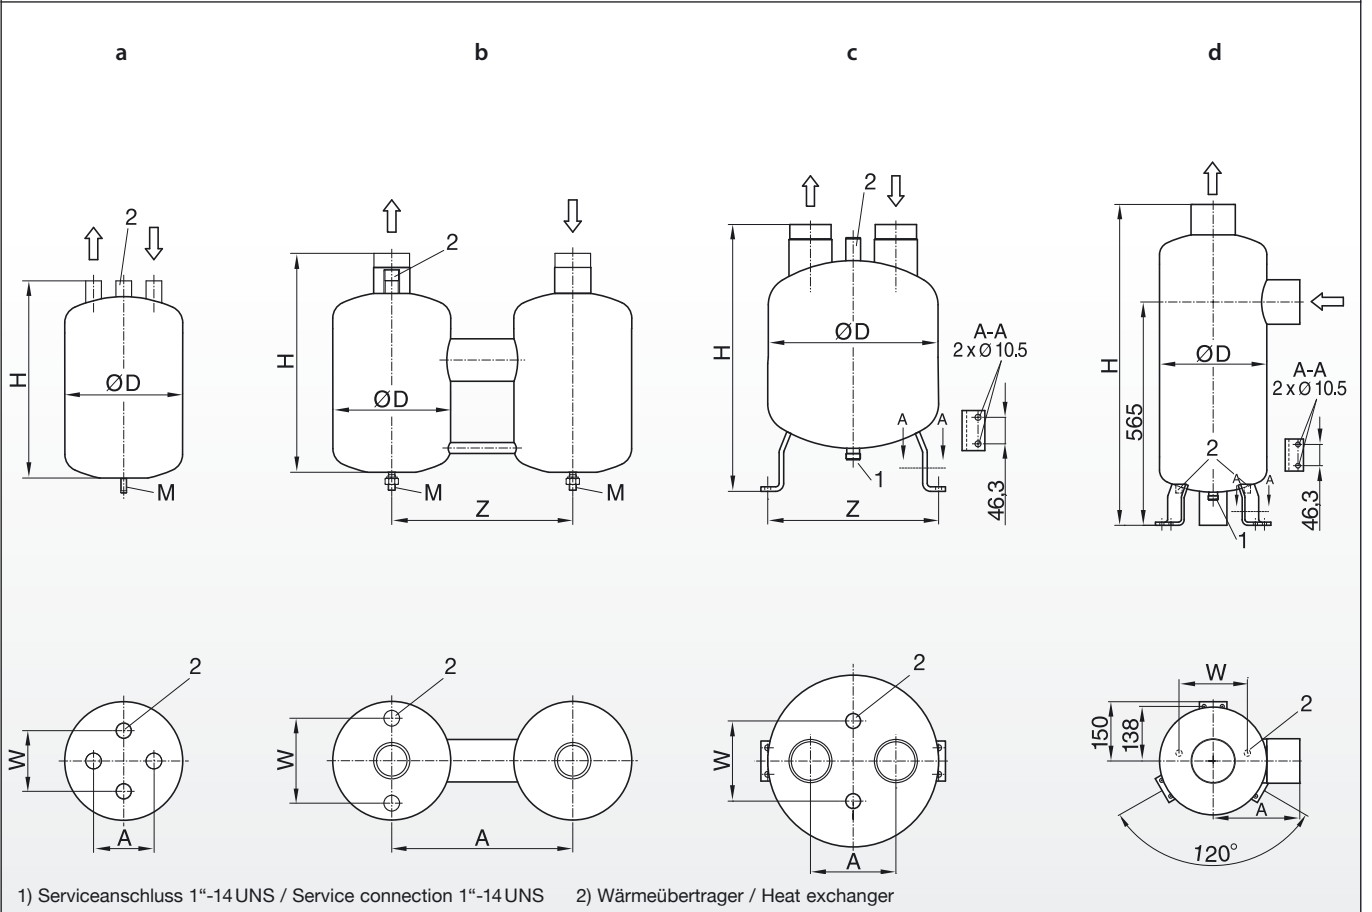 a b c d
2
H
ØD
M
2
H
ØD
M
M
Z
2
H
ØD
A-A
2 x Ø 10.5
A A
1
46,3
Z
H
565
ØD
A-A
2 x Ø 10.5
2
A A
1
46,3
2
W
A
2
W
A
2
W
A
W
2
150
138
A
120°
1) Serviceanschluss 1“-14 UNS / Service connection 1“-14 UNS 2) Wärmeübertrager / Heat exchanger